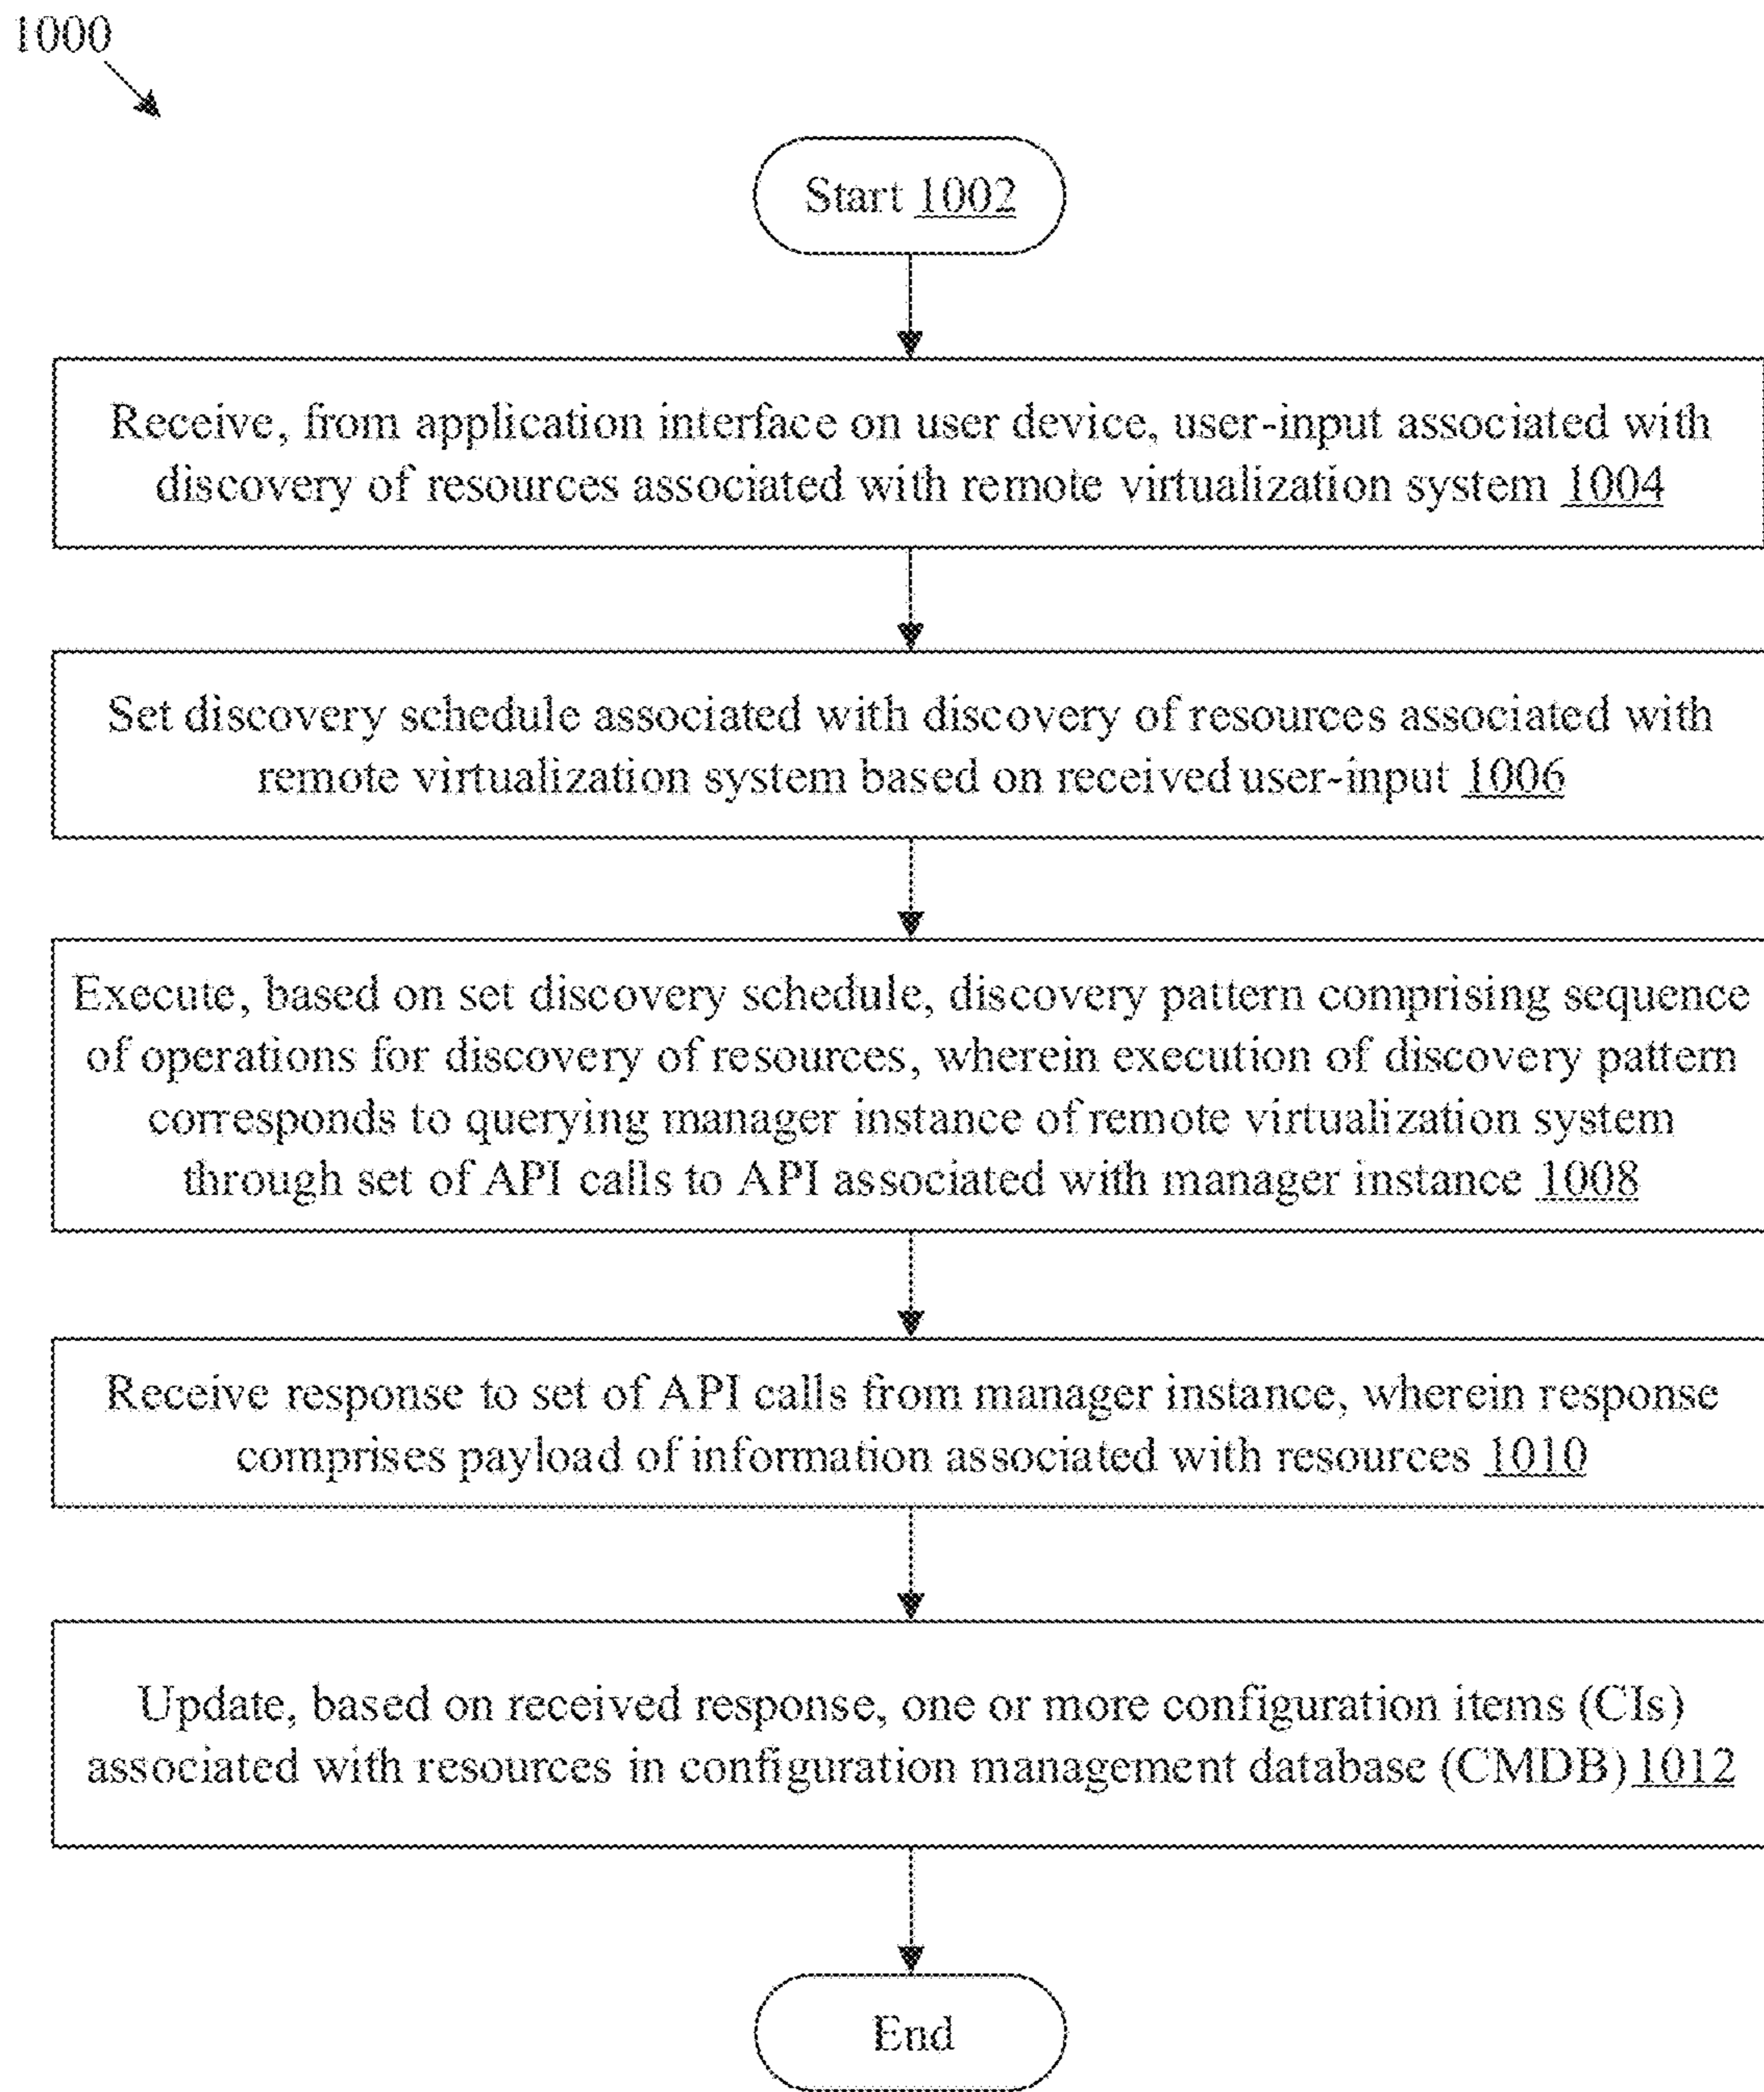 1000
Start 1002
Receive, from application interface on user device, user-input associated with
discovery of resources associated with remote virtualization system 1004
Set discovery schedule associated with discovery of resources associated with
remote virtualization system based on received user-input 1006
Execute, based on set discovery schedule, discovery pattern comprising sequence
of operations for discovery of resources, wherein execution of discovery pattern
corresponds to querying manager instance of remote virtualization system
through set of API calls to API associated with manager instance 1008
Receive response to set of API calls from manager instance, wherein response
comprises payload of information associated with resources 1010
Update, based on received response, one or more configuration items (CIs)
associated with resources in configuration management database (CMDB) 1012
End